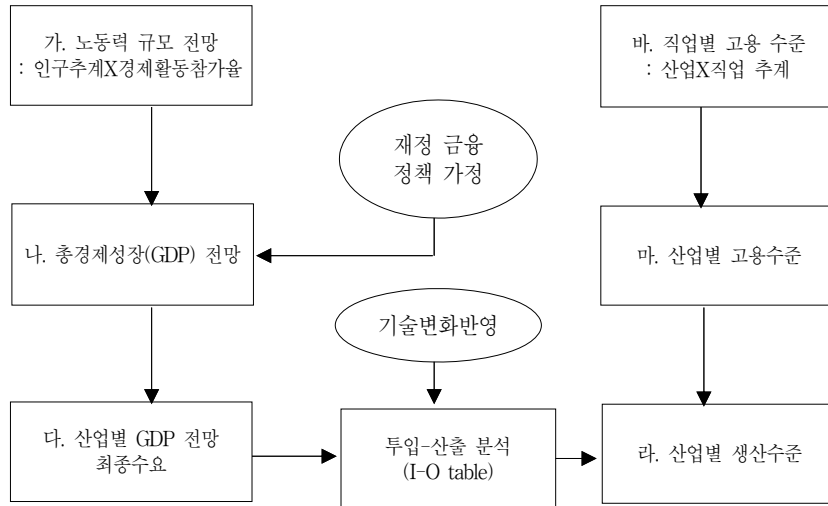 가. 노동력 규모 전망
: 인구추계X경제활동참가율
바. 직업별 고용 수준
: 산업X직업 추계
재정 금융
정책 가정
나. 총경제성장(GDP) 전망
마. 산업별 고용수준
기술변화반영
다. 산업별 GDP 전망
최종수요
투입-산출 분석
(I-O table)
라. 산업별 생산수준